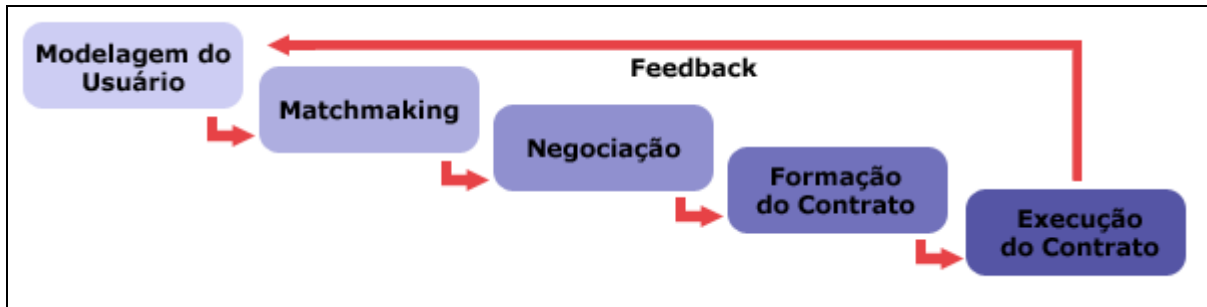 Modelagem do
Usuário
Feedback
Matchmaking
Negociação
Formação
do Contrato
Execução
do Contrato